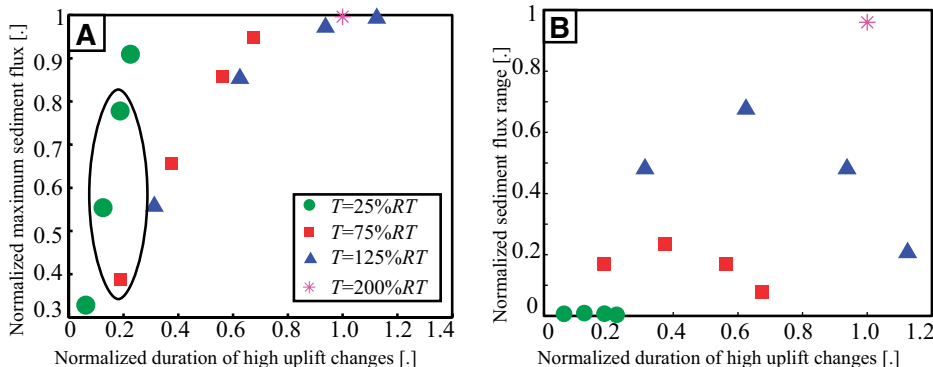 A
Normalized maximum sediment flux [.]
1
0.9
0.8
0.7
0.6
0.5
0.4
0.3
0 0.2 0.4 0.6 0.8 1.0 1.2 1.4
Normalized duration of high uplift changes [.]
T=25%RT
T=75%RT
T=125%RT
T=200%RT
B
Normalized sediment flux range [.]
1
0.8
0.6
0.4
0.2
0
0 0.2 0.4 0.6 0.8 1.0 1.2
Normalized duration of high uplift changes [.]